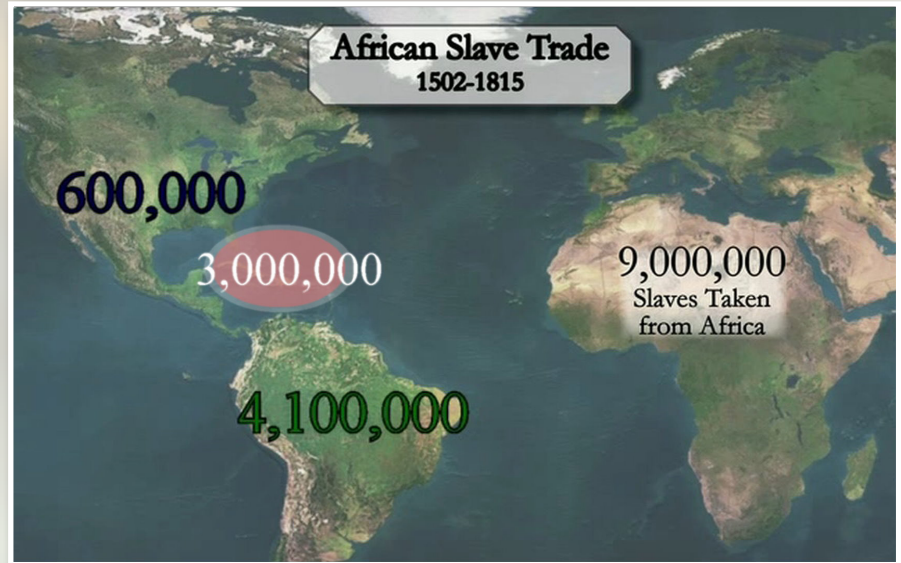 African Slave Trade
1502-1815
600,000
3,000,000
9,000,000
Slaves Taken
from Africa
4,100,000